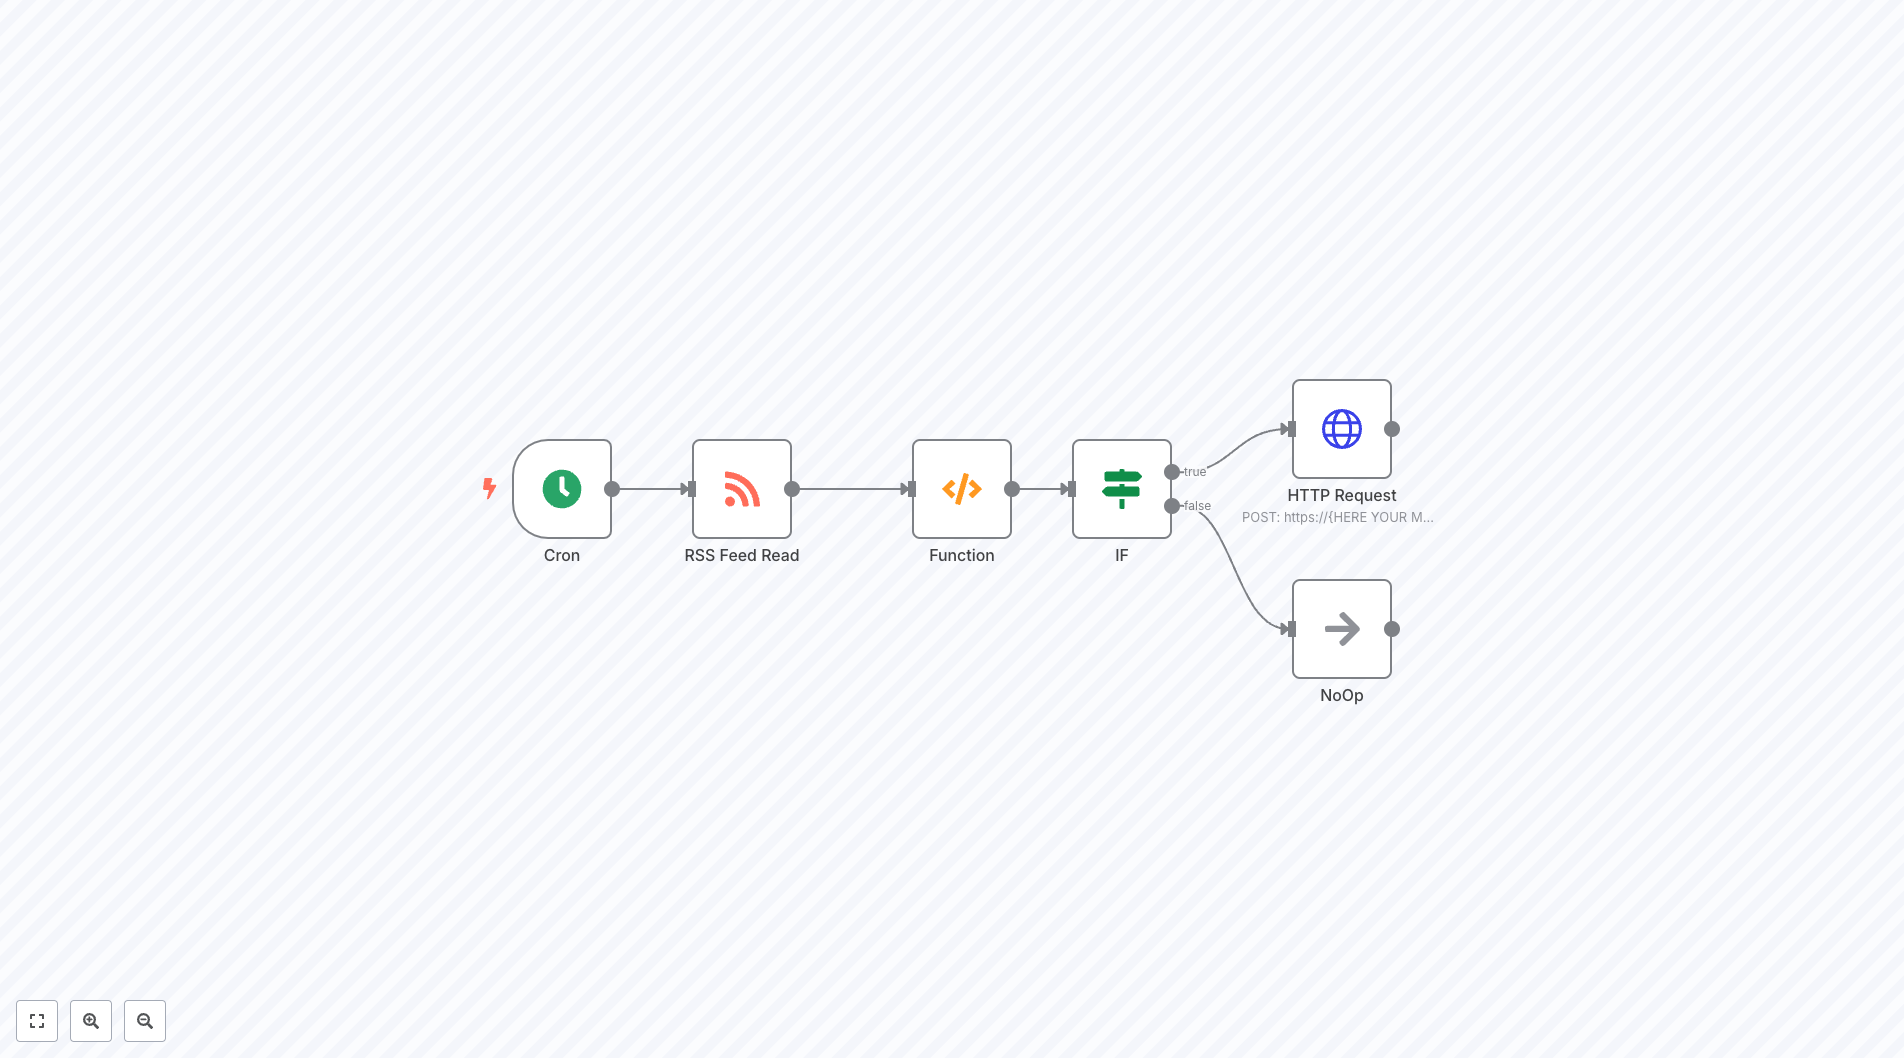 Cron
RSS Feed Read
Function
IF
true
false
HTTP Request
POST: https://{HERE YOUR M...
NoOp